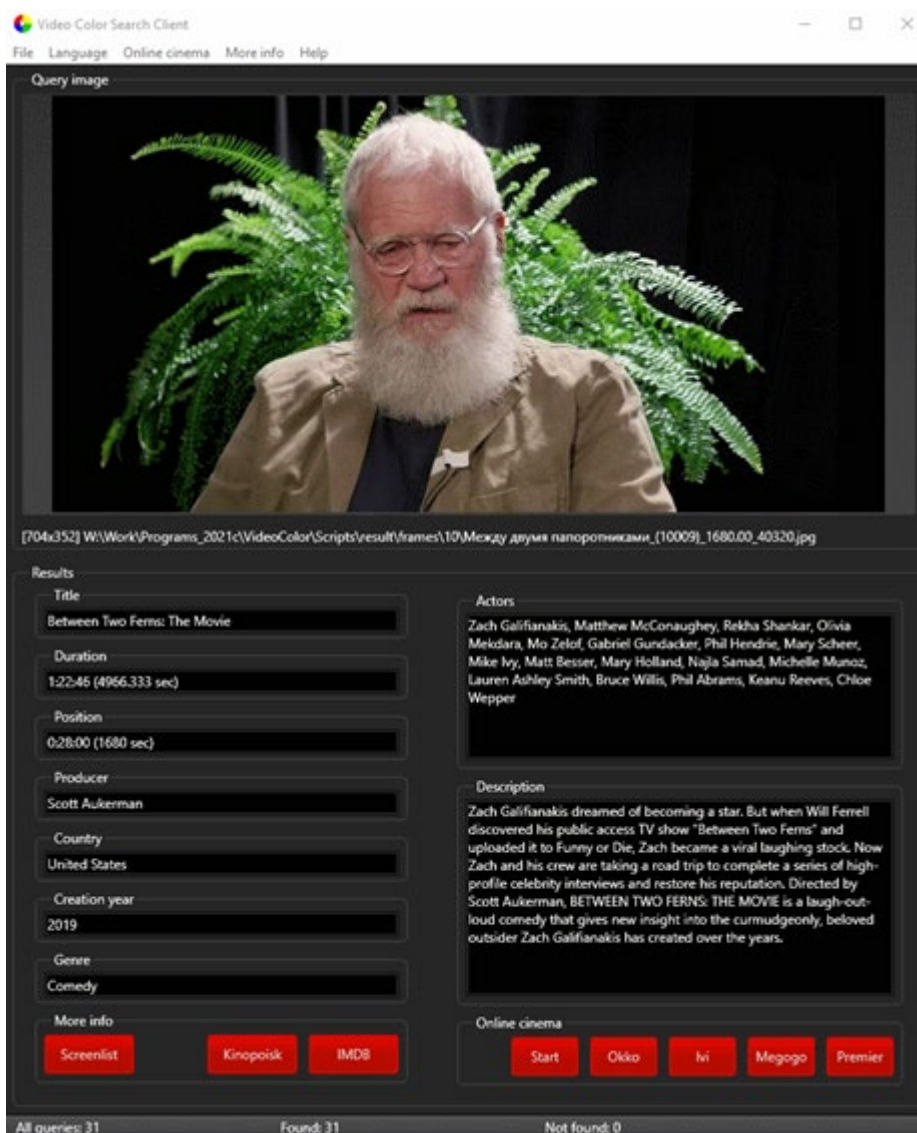 Video Color Search Client
File Language Online cinema More info Help
Query image
[704x352] W:\Work\Programs_2021c\VideoColor\Scripts\result\frames\10\Между двумя папоротниками_(10009)_1680.00_40320.jpg
Results
Title
Between Two Ferns: The Movie
Duration
1:22:46 (4966.333 sec)
Position
0:28:00 (1680 sec)
Producer
Scott Aukerman
Country
United States
Creation year
2019
Genre
Comedy
More info
Screenlist Kinopoisk IMDB
Actors
Zach Galifianakis, Matthew McConaughey, Rekha Shankar, Olivia
Mekdara, Mo Zelof, Gabriel Gundacker, Phil Hendrie, Mary Scheer,
Mike Ivy, Matt Besser, Mary Holland, Najla Samad, Michelle Munoz,
Lauren Ashley Smith, Bruce Willis, Phil Abrams, Keanu Reeves, Chloe
Wepper
Description
Zach Galifianakis dreamed of becoming a star. But when Will Ferrell
discovered his public access TV show "Between Two Ferns" and
uploaded it to Funny or Die, Zach became a viral laughing stock. Now
Zach and his crew are taking a road trip to complete a series of high-
profile celebrity interviews and restore his reputation. Directed by
Scott Aukerman, BETWEEN TWO FERNS: THE MOVIE is a laugh-out-
loud comedy that gives new insight into the curmudgeonly, beloved
outsider Zach Galifianakis has created over the years.
Online cinema
Start Okko Ivi Megogo Premier
All queries: 31 Found: 31 Not found: 0